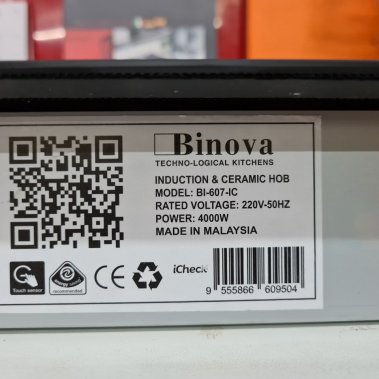 Binova
TECHNO-LOGICAL KITCHENS
INDUCTION & CERAMIC HOB
MODEL: BI-607-IC
RATED VOLTAGE: 220V-50HZ
POWER: 4000W
MADE IN MALAYSIA
Touch sensor
recommended
CE
iCheck
9 555866 609504